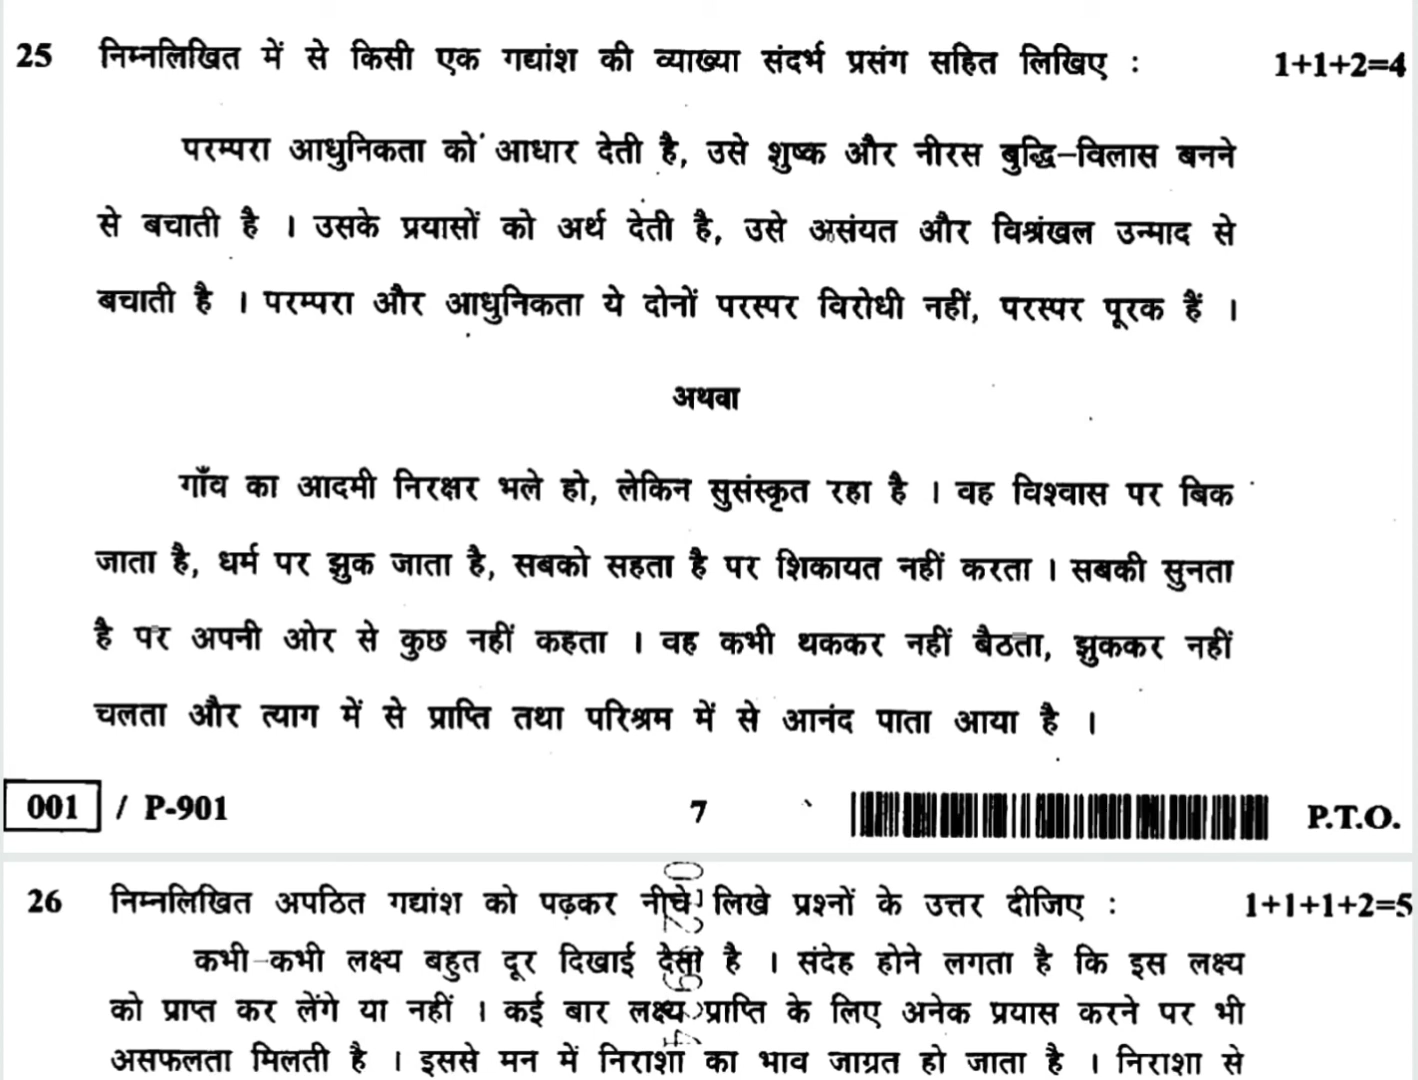 25 निम्नलिखित में से किसी एक गद्यांश की व्याख्या संदर्भ प्रसंग सहित लिखिए : 1+1+2=4
परम्परा आधुनिकता को आधार देती है, उसे शुष्क और नीरस बुद्धि-विलास बनने
से बचाती है । उसके प्रयासों को अर्थ देती है, उसे असंयत और विश्रंखल उन्माद से
बचाती है । परम्परा और आधुनिकता ये दोनों परस्पर विरोधी नहीं, परस्पर पूरक हैं ।
अथवा
गाँव का आदमी निरक्षर भले हो, लेकिन सुसंस्कृत रहा है । वह विश्वास पर बिक
जाता है, धर्म पर झुक जाता है, सबको सहता है पर शिकायत नहीं करता । सबकी सुनता
है पर अपनी ओर से कुछ नहीं कहता । वह कभी थककर नहीं बैठता, झुककर नहीं
चलता और त्याग में से प्राप्ति तथा परिश्रम में से आनंद पाता आया है ।
001 / P-901 7 P.T.O.
26 निम्नलिखित अपठित गद्यांश को पढ़कर नीचे लिखे प्रश्नों के उत्तर दीजिए : 1+1+1+2=5
कभी-कभी लक्ष्य बहुत दूर दिखाई देता है । संदेह होने लगता है कि इस लक्ष्य
को प्राप्त कर लेंगे या नहीं । कई बार लक्ष्य प्राप्ति के लिए अनेक प्रयास करने पर भी
असफलता मिलती है । इससे मन में निराशा का भाव जाग्रत हो जाता है । निराशा से